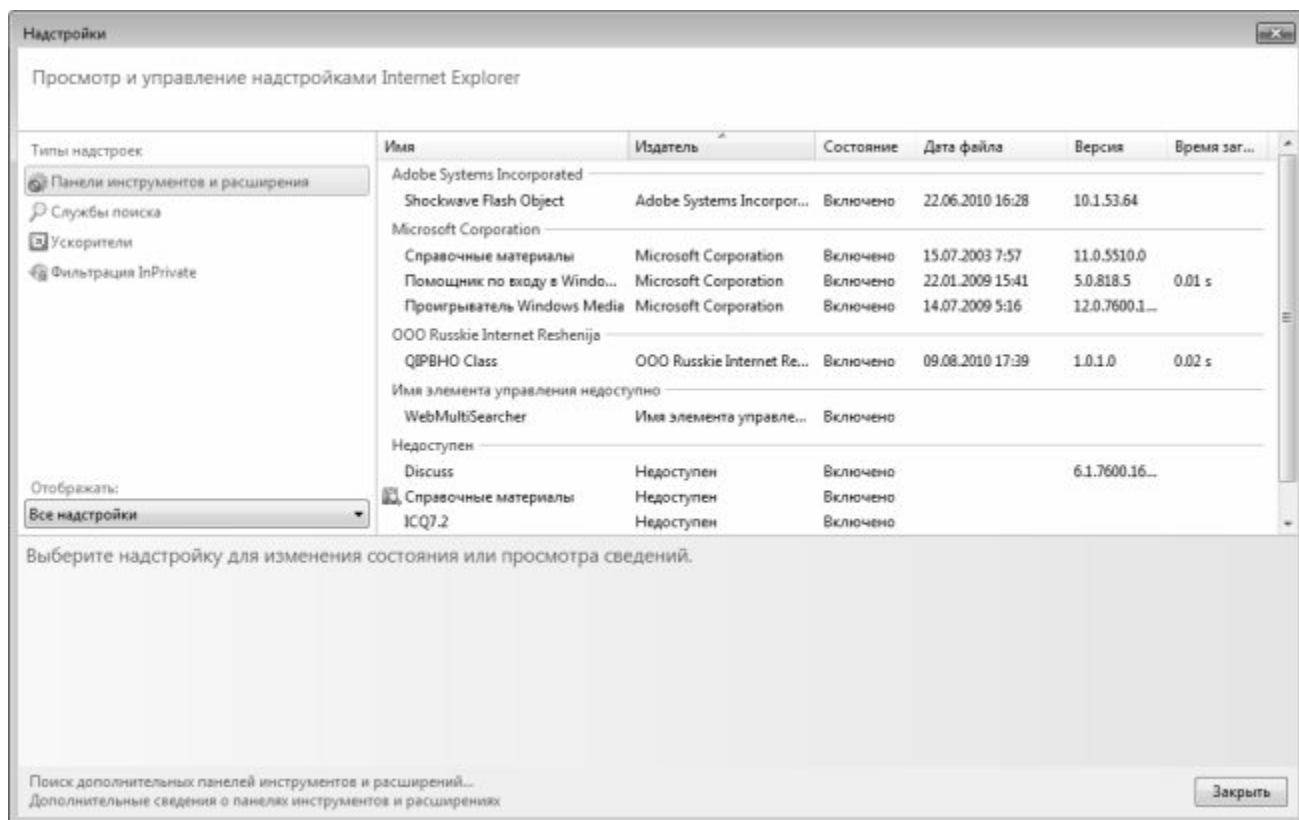 Надстройки
Просмотр и управление надстройками Internet Explorer
Типы надстроек
Панели инструментов и расширения
Службы поиска
Ускорители
Фильтрация InPrivate
Отображать:
Все надстройки
Имя Издатель Состояние Дата файла Версия Время заг...
Adobe Systems Incorporated
Shockwave Flash Object Adobe Systems Incorpor... Включено 22.06.2010 16:28 10.1.53.64
Microsoft Corporation
Справочные материалы Microsoft Corporation Включено 15.07.2003 7:57 11.0.5510.0
Помощник по входу в Windo... Microsoft Corporation Включено 22.01.2009 15:41 5.0.818.5 0.01 s
Проигрыватель Windows Media Microsoft Corporation Включено 14.07.2009 5:16 12.0.7600.1...
OOO Russkie Internet Reshenija
QIPBHO Class OOO Russkie Internet Re... Включено 09.08.2010 17:39 1.0.1.0 0.02 s
Имя элемента управления недоступно
WebMultiSearcher Имя элемента управле... Включено
Недоступен
Discuss Недоступен Включено 6.1.7600.16...
Справочные материалы Недоступен Включено
ICQ7.2 Недоступен Включено
Выберите надстройку для изменения состояния или просмотра сведений.
Поиск дополнительных панелей инструментов и расширений...
Дополнительные сведения о панелях инструментов и расширениях
Закрыть